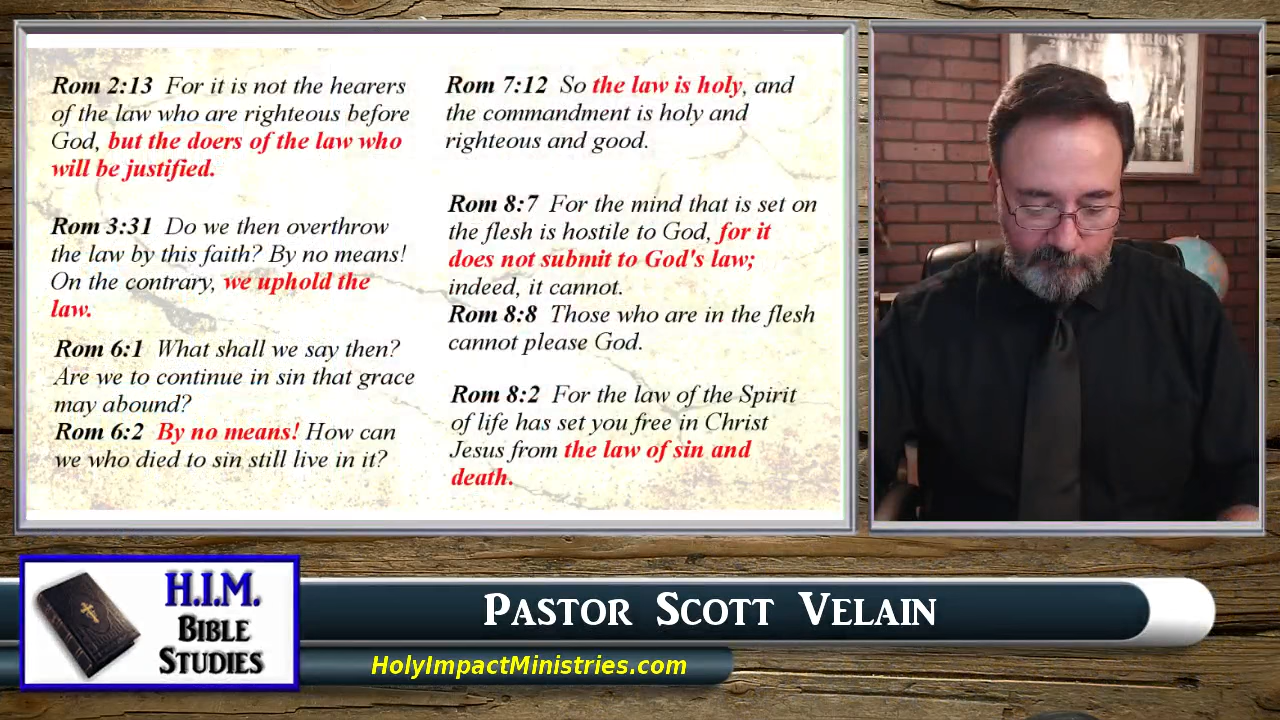 Rom 2:13 For it is not the hearers
of the law who are righteous before
God, but the doers of the law who
will be justified.
Rom 3:31 Do we then overthrow
the law by this faith? By no means!
On the contrary, we uphold the
law.
Rom 6:1 What shall we say then?
Are we to continue in sin that grace
may abound?
Rom 6:2 By no means! How can
we who died to sin still live in it?
Rom 7:12 So the law is holy, and
the commandment is holy and
righteous and good.
Rom 8:7 For the mind that is set on
the flesh is hostile to God, for it
does not submit to God's law;
indeed, it cannot.
Rom 8:8 Those who are in the flesh
cannot please God.
Rom 8:2 For the law of the Spirit
of life has set you free in Christ
Jesus from the law of sin and
death.
H.I.M.
BIBLE
STUDIES
PASTOR SCOTT VELAIN
HolyImpactMinistries.com